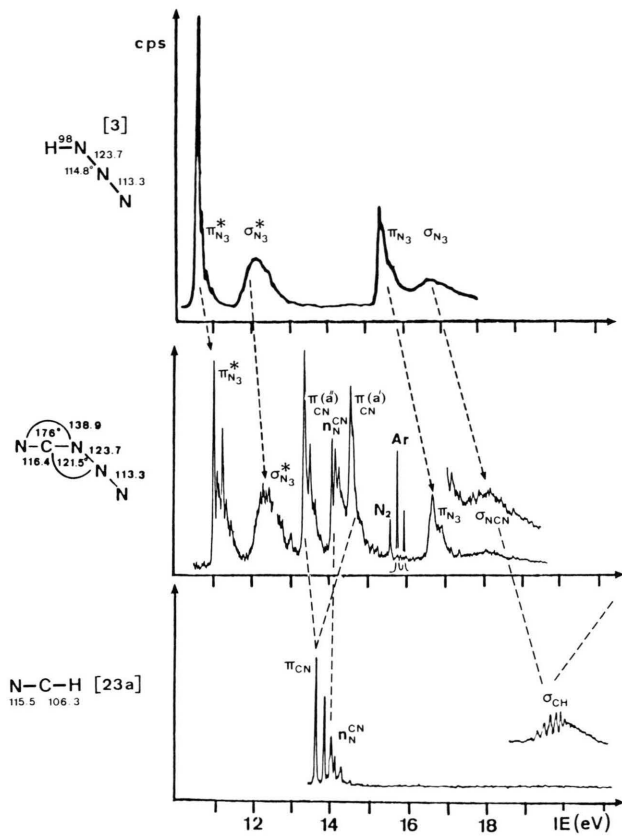 cps
[3]
H 98 N 123.7
114.8° N 113.3
N
π*N₃ σ*N₃ πN₃ σN₃
π*N₃ σ*N₃ π(a")CN nNCN π(a')CN
Ar
N₂
πN₃ σNCN
176° 138.9
N C N 123.7
116.4 121.5° N 113.3
N
πCN nNCN σCH
N—C—H [23a]
115.5 106.3
12 14 16 18 IE(eV)